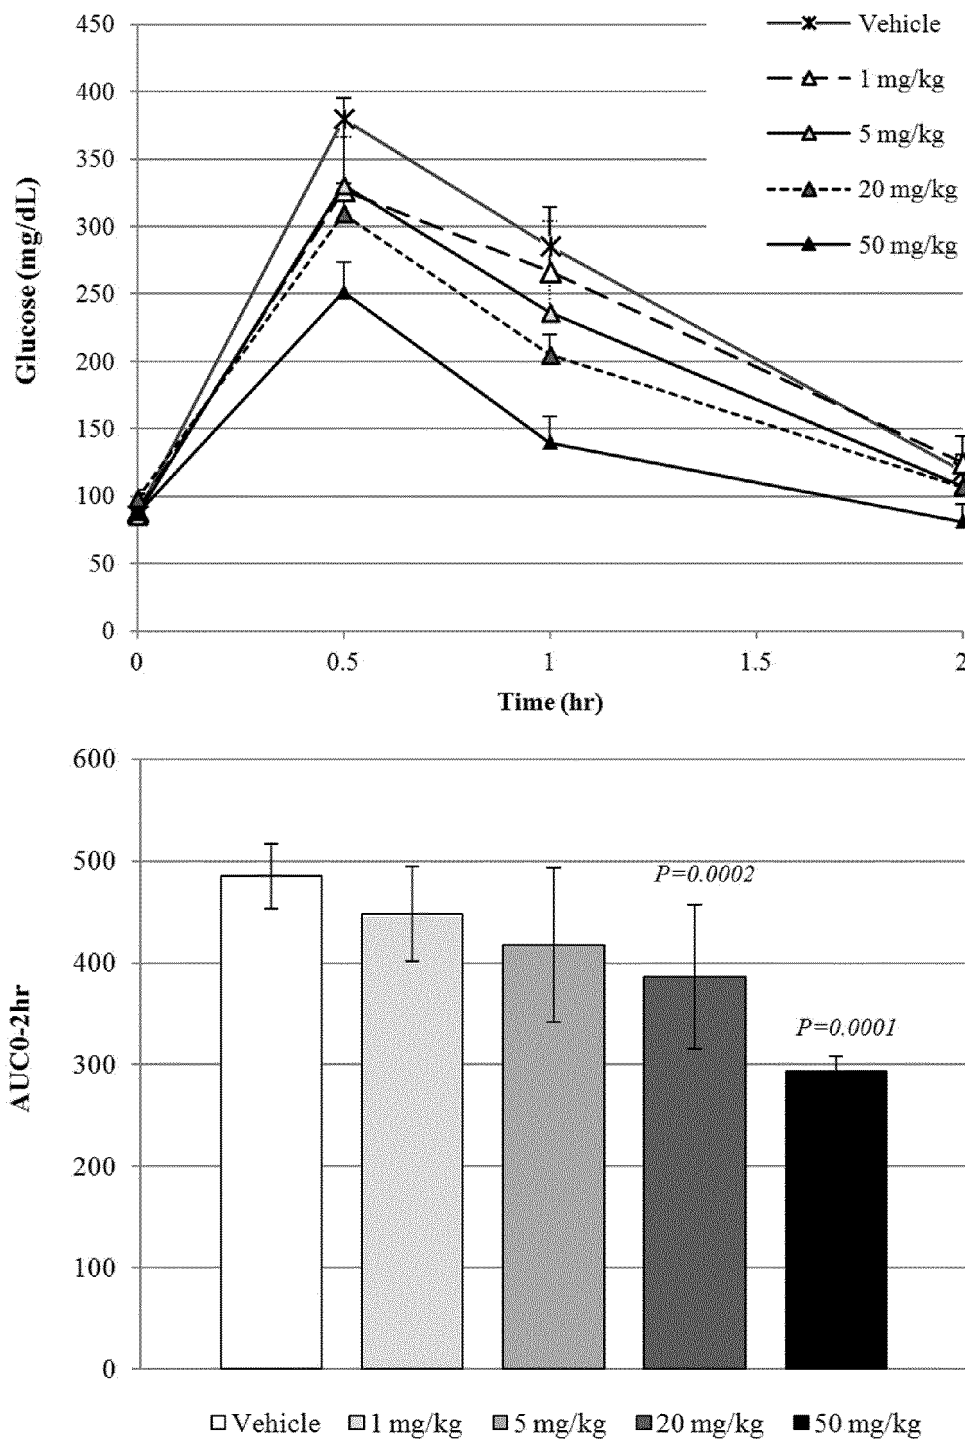 450
400
350
300
250
200
150
100
50
0
Glucose (mg/dL)
Vehicle
1 mg/kg
5 mg/kg
20 mg/kg
50 mg/kg
0 0.5 1 1.5 2
Time (hr)
600
500
400
300
200
100
0
AUC0-2hr
P=0.0002
P=0.0001
Vehicle 1 mg/kg 5 mg/kg 20 mg/kg 50 mg/kg